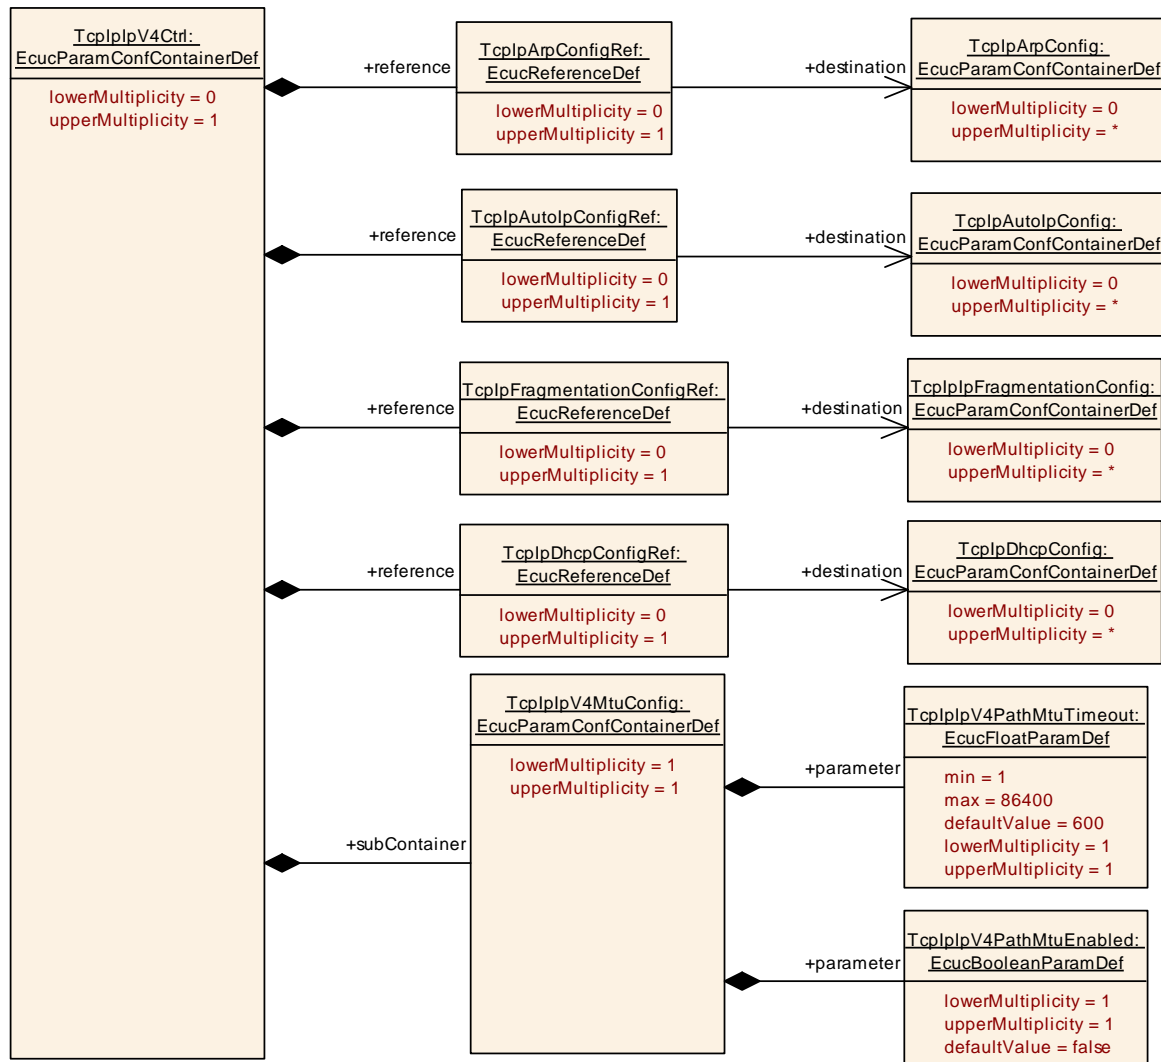 TcpIpIpV4Ctrl:
EcucParamConfContainerDef
lowerMultiplicity = 0
upperMultiplicity = 1
+reference
TcpIpArpConfigRef:
EcucReferenceDef
lowerMultiplicity = 0
upperMultiplicity = 1
+destination
TcpIpArpConfig:
EcucParamConfContainerDef
lowerMultiplicity = 0
upperMultiplicity = *
+reference
TcpIpAutoIpConfigRef:
EcucReferenceDef
lowerMultiplicity = 0
upperMultiplicity = 1
+destination
TcpIpAutoIpConfig:
EcucParamConfContainerDef
lowerMultiplicity = 0
upperMultiplicity = *
+reference
TcpIpFragmentationConfigRef:
EcucReferenceDef
lowerMultiplicity = 0
upperMultiplicity = 1
+destination
TcpIpIpFragmentationConfig:
EcucParamConfContainerDef
lowerMultiplicity = 0
upperMultiplicity = *
+reference
TcpIpDhcpConfigRef:
EcucReferenceDef
lowerMultiplicity = 0
upperMultiplicity = 1
+destination
TcpIpDhcpConfig:
EcucParamConfContainerDef
lowerMultiplicity = 0
upperMultiplicity = *
+subContainer
TcpIpIpV4MtuConfig:
EcucParamConfContainerDef
lowerMultiplicity = 1
upperMultiplicity = 1
+parameter
TcpIpIpV4PathMtuTimeout:
EcucFloatParamDef
min = 1
max = 86400
defaultValue = 600
lowerMultiplicity = 1
upperMultiplicity = 1
+parameter
TcpIpIpV4PathMtuEnabled:
EcucBooleanParamDef
lowerMultiplicity = 1
upperMultiplicity = 1
defaultValue = false